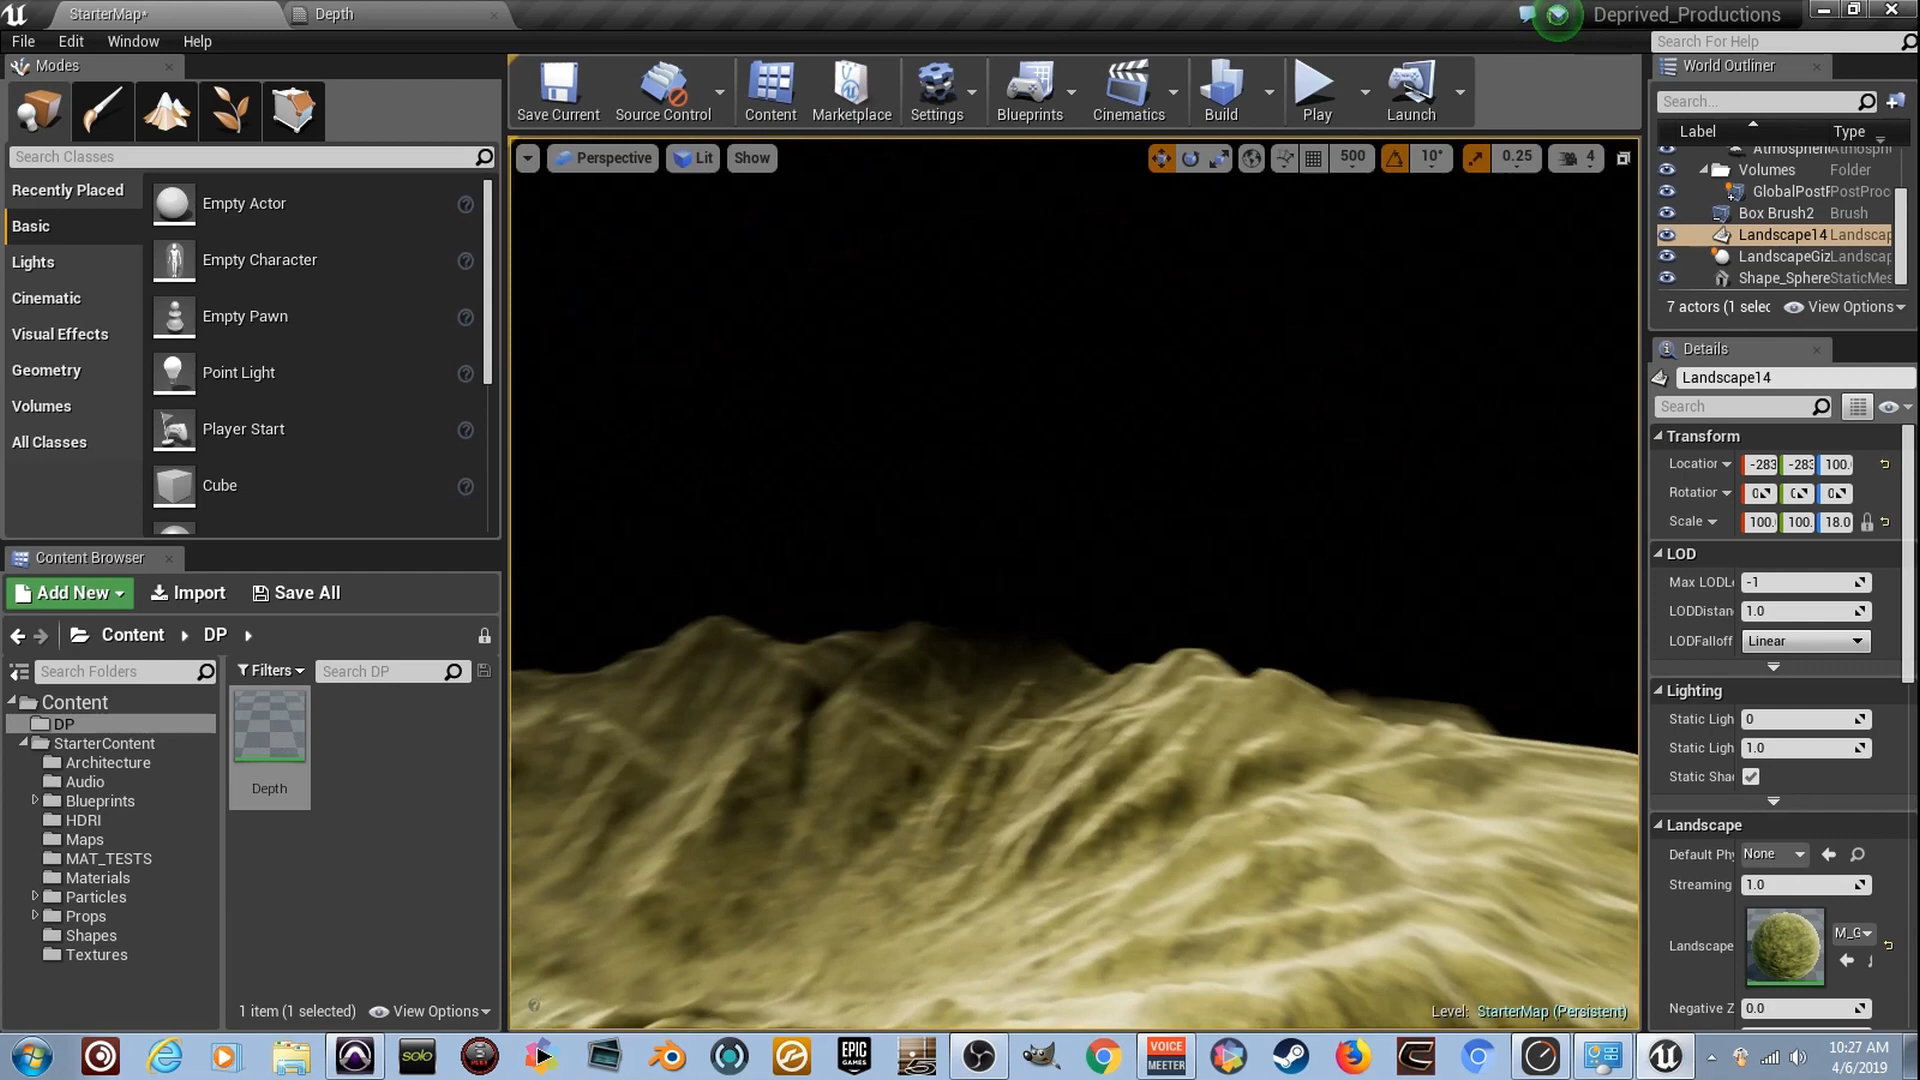 StarterMap*
Depth
Deprived_Productions
File
Edit
Window
Help
Search For Help
Modes
Search Classes
Recently Placed
Basic
Lights
Cinematic
Visual Effects
Geometry
Volumes
All Classes
Empty Actor
Empty Character
Empty Pawn
Point Light
Player Start
Cube
Save Current
Source Control
Content
Marketplace
Settings
Blueprints
Cinematics
Build
Play
Launch
Perspective
Lit
Show
500
10°
0.25
4
Level: StarterMap (Persistent)
World Outliner
Search...
Label
Type
Volumes Folder
GlobalPostP PostProc
Box Brush2 Brush
Landscape14 Landscap
LandscapeGiz Landscap
Shape_Sphere StaticMes
7 actors (1 selec
View Options
Details
Landscape14
Search
Transform
Location -283 -283 100.
Rotation
Scale 100. 100. 18.0
LOD
Max LODL -1
LODDistan 1.0
LODFalloff Linear
Lighting
Static Ligh 0
Static Ligh 1.0
Static Sha
Landscape
Default Phy None
Streaming 1.0
Landscape M_G
Negative Z 0.0
Content Browser
Add New
Import
Save All
Content DP
Search Folders
Filters
Search DP
Content
DP
StarterContent
Architecture
Audio
Blueprints
HDRI
Maps
MAT_TESTS
Materials
Particles
Props
Shapes
Textures
Depth
1 item (1 selected)
View Options
solo
EPIC
GAMES
VOICE
MEETER
10:27 AM
4/6/2019